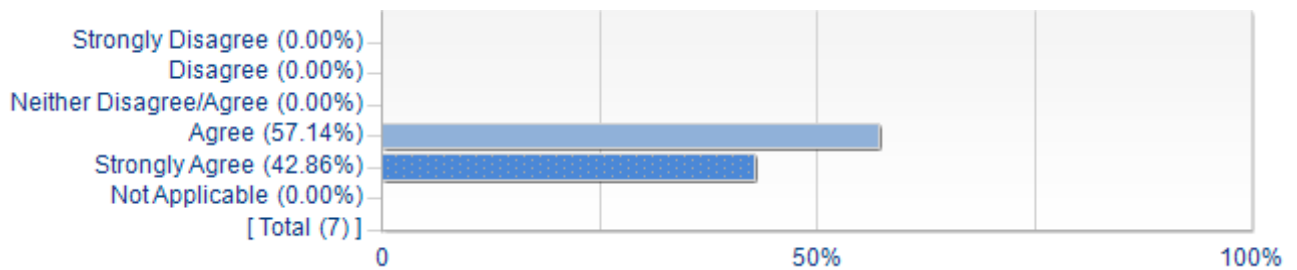 Strongly Disagree (0.00%)
Disagree (0.00%)
Neither Disagree/Agree (0.00%)
Agree (57.14%)
Strongly Agree (42.86%)
Not Applicable (0.00%)
[ Total (7) ]
0 50% 100%